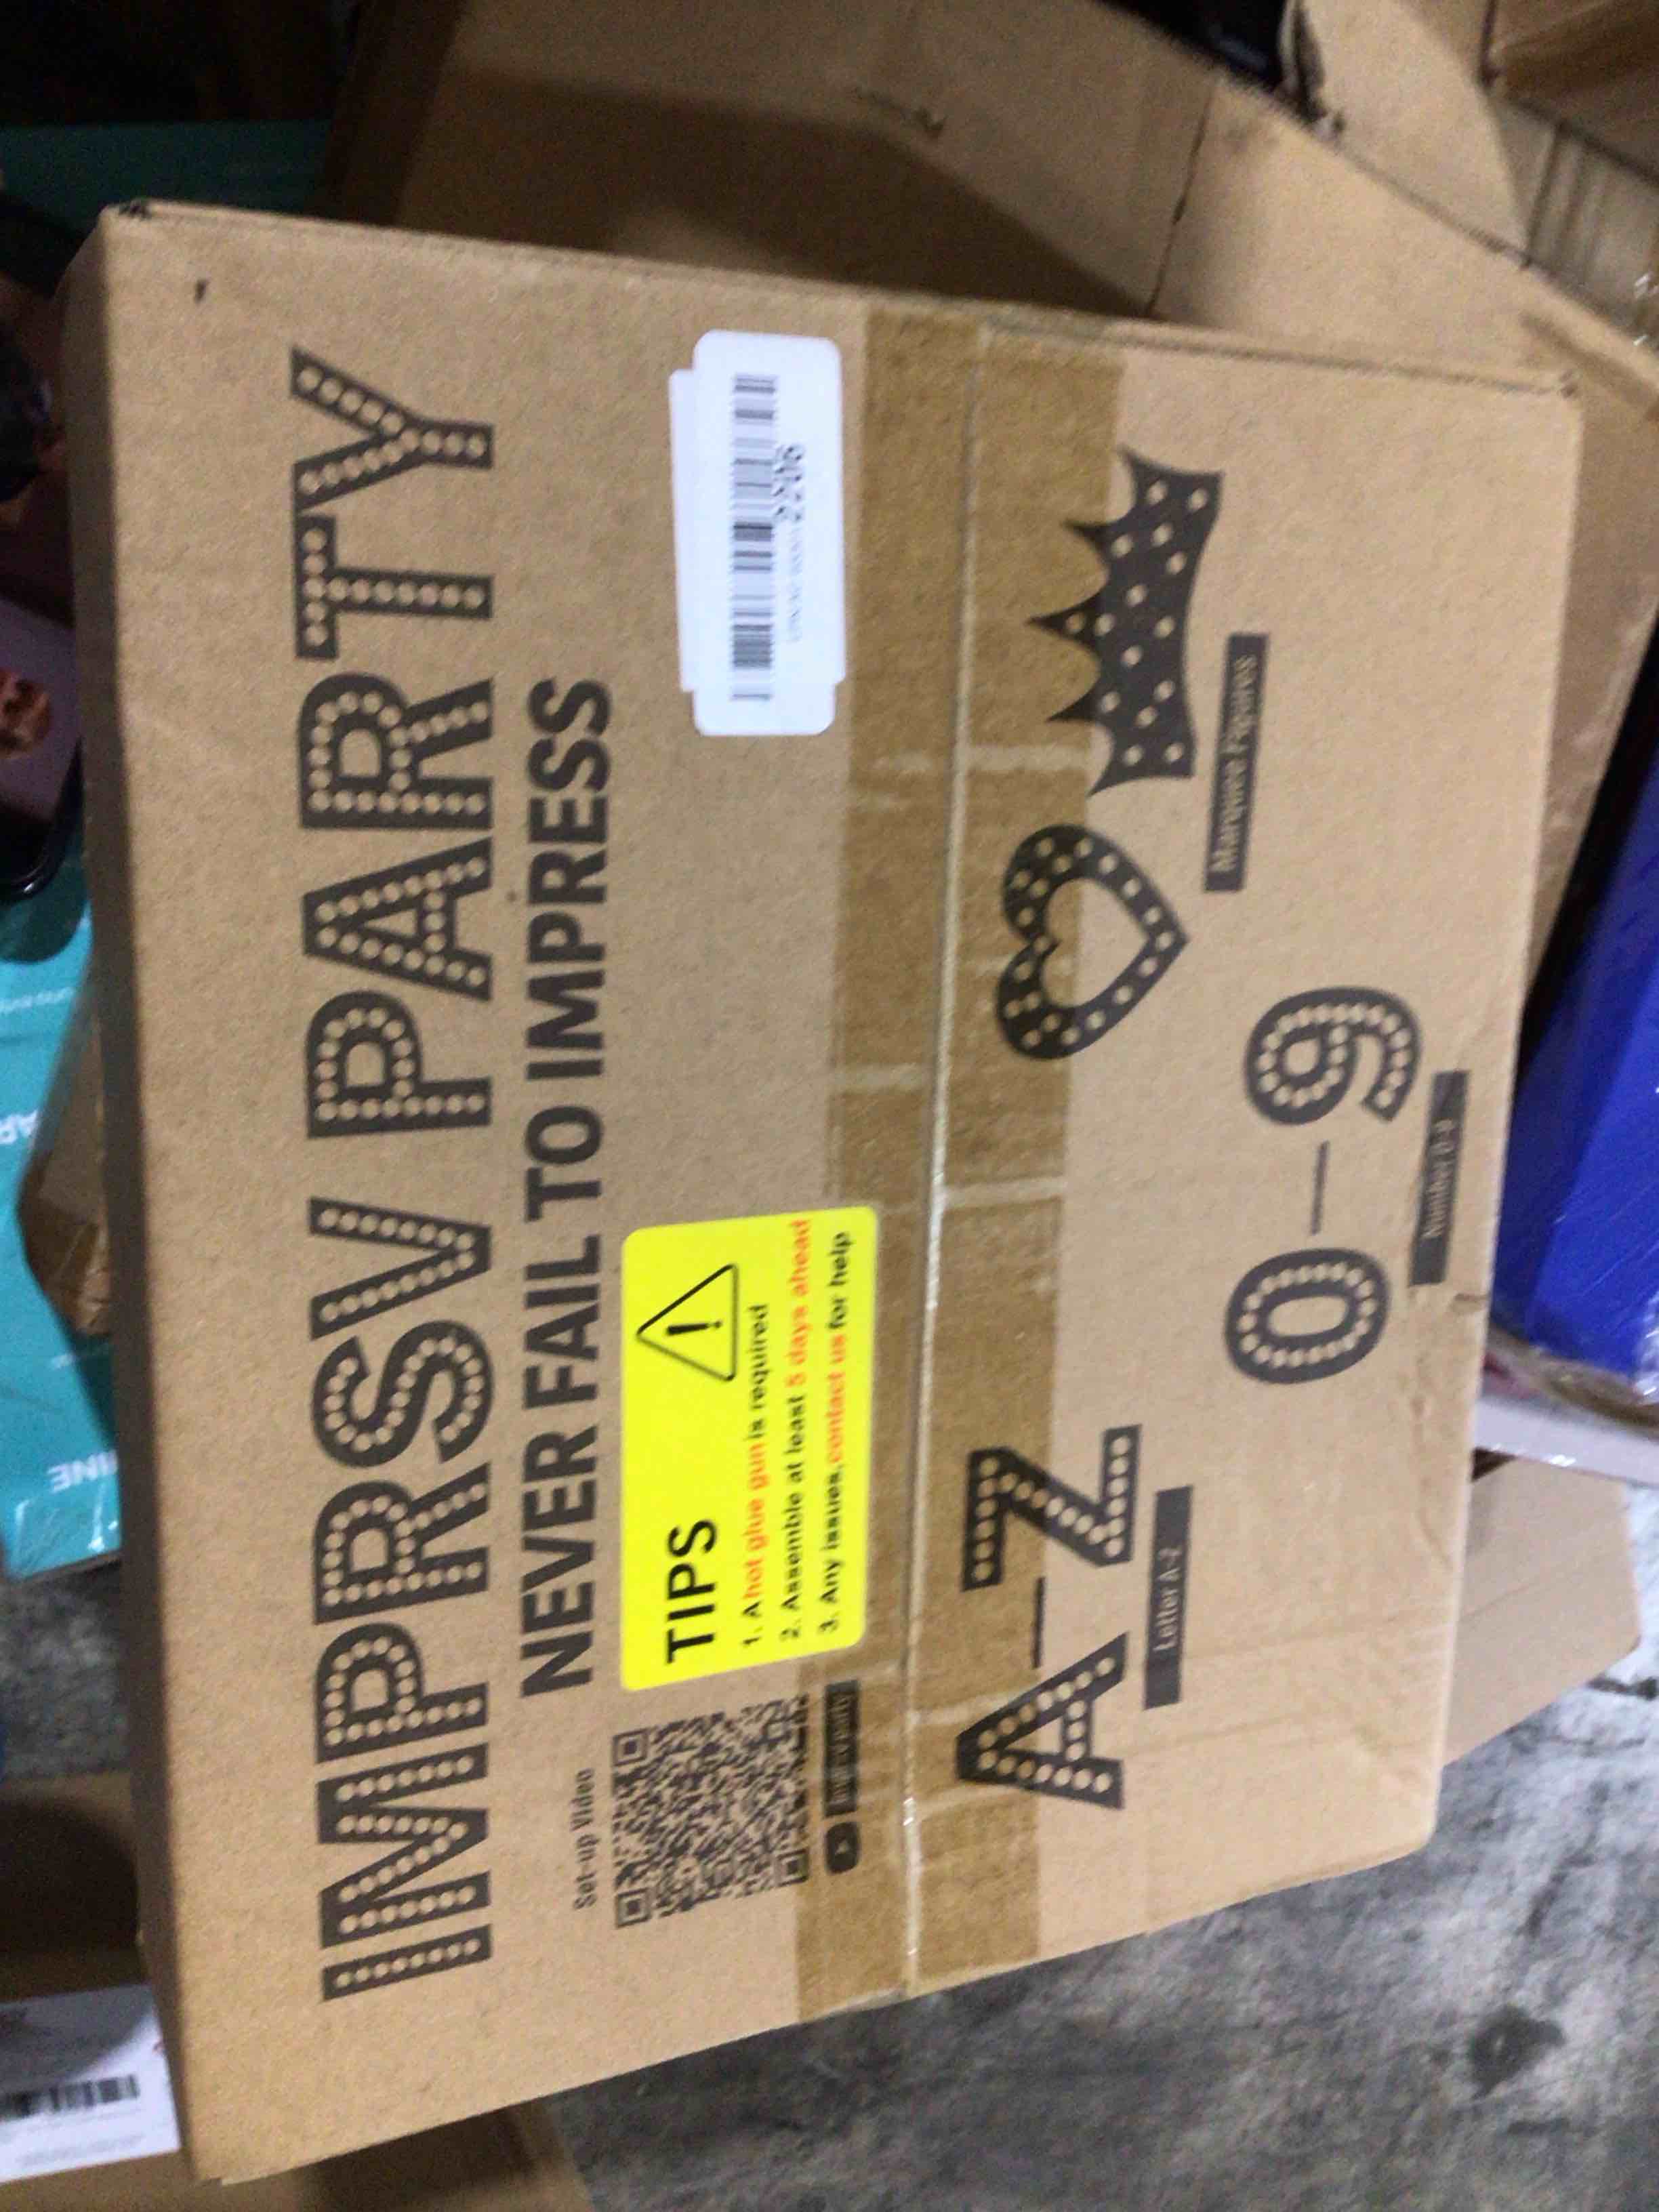 IMPRSV PARTY
NEVER FAIL TO IMPRESS
Set-up Video
TIPS
1. A hot glue gun is required
2. Assemble at least 5 days ahead
3. Any issues, contact us for help
2206
A–Z
Letter A-Z
0–9
Number 0-9
Marquee Figures
INE